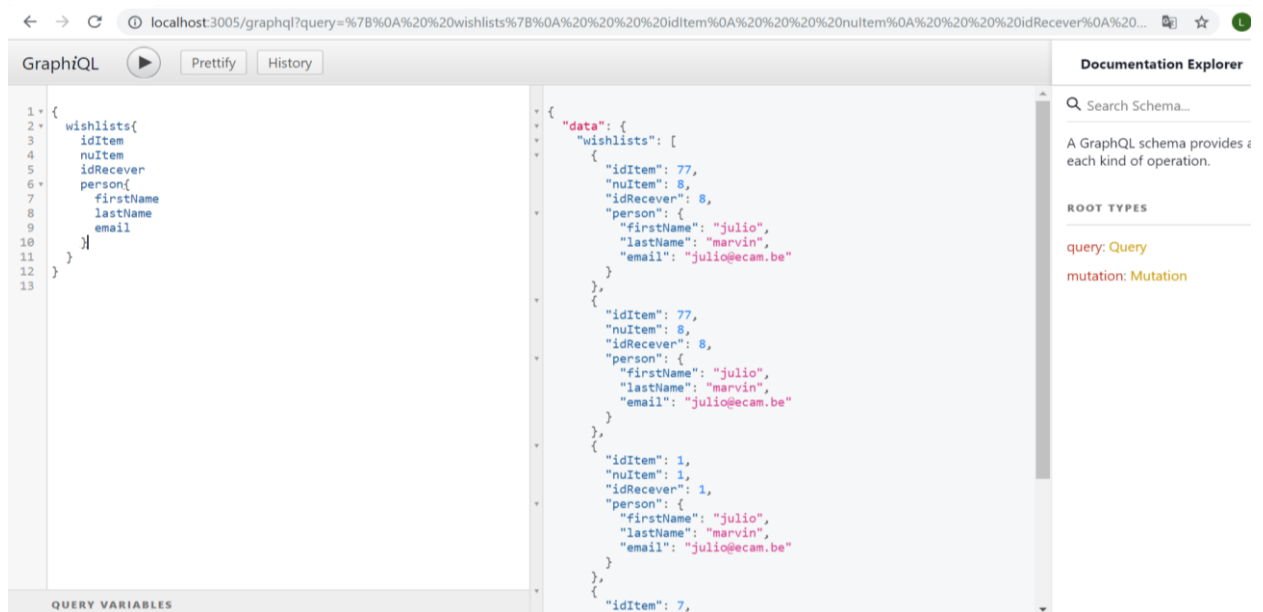 localhost:3005/graphql?query=%7B%0A%20%20wishlists%7B%0A%20%20%20%20idItem%0A%20%20%20%20nuItem%0A%20%20%20%20idRecever%0A%20...
L
GraphiQL
Prettify
History
Documentation Explorer
1 {
2 wishlists{
3 idItem
4 nuItem
5 idRecever
6 person{
7 firstName
8 lastName
9 email
10 }
11 }
12 }
13
QUERY VARIABLES
{
"data": {
"wishlists": [
{
"idItem": 77,
"nuItem": 8,
"idRecever": 8,
"person": {
"firstName": "julio",
"lastName": "marvin",
"email": "julio@ecam.be"
}
},
{
"idItem": 77,
"nuItem": 8,
"idRecever": 8,
"person": {
"firstName": "julio",
"lastName": "marvin",
"email": "julio@ecam.be"
}
},
{
"idItem": 1,
"nuItem": 1,
"idRecever": 1,
"person": {
"firstName": "julio",
"lastName": "marvin",
"email": "julio@ecam.be"
}
},
{
"idItem": 7,
Search Schema...
A GraphQL schema provides a
each kind of operation.
ROOT TYPES
query: Query
mutation: Mutation